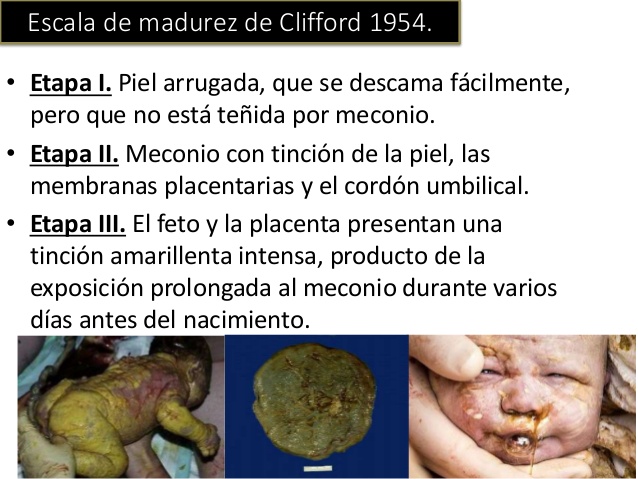 Escala de madurez de Clifford 1954.
• Etapa I. Piel arrugada, que se descama fácilmente,
pero que no está teñida por meconio.
• Etapa II. Meconio con tinción de la piel, las
membranas placentarias y el cordón umbilical.
• Etapa III. El feto y la placenta presentan una
tinción amarillenta intensa, producto de la
exposición prolongada al meconio durante varios
días antes del nacimiento.